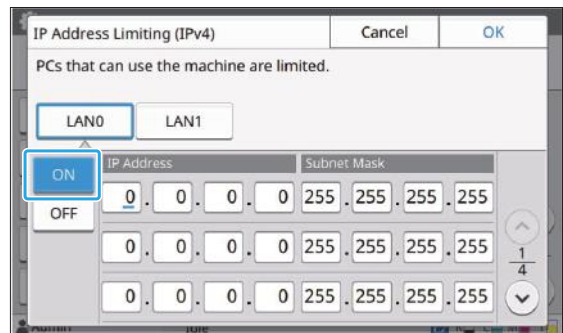 IP Address Limiting (IPv4) Cancel OK
PCs that can use the machine are limited.
LAN0 LAN1
ON IP Address Subnet Mask
0 . 0 . 0 . 0 255 . 255 . 255 . 255
OFF
0 . 0 . 0 . 0 255 . 255 . 255 . 255
1
4
0 . 0 . 0 . 0 255 . 255 . 255 . 255